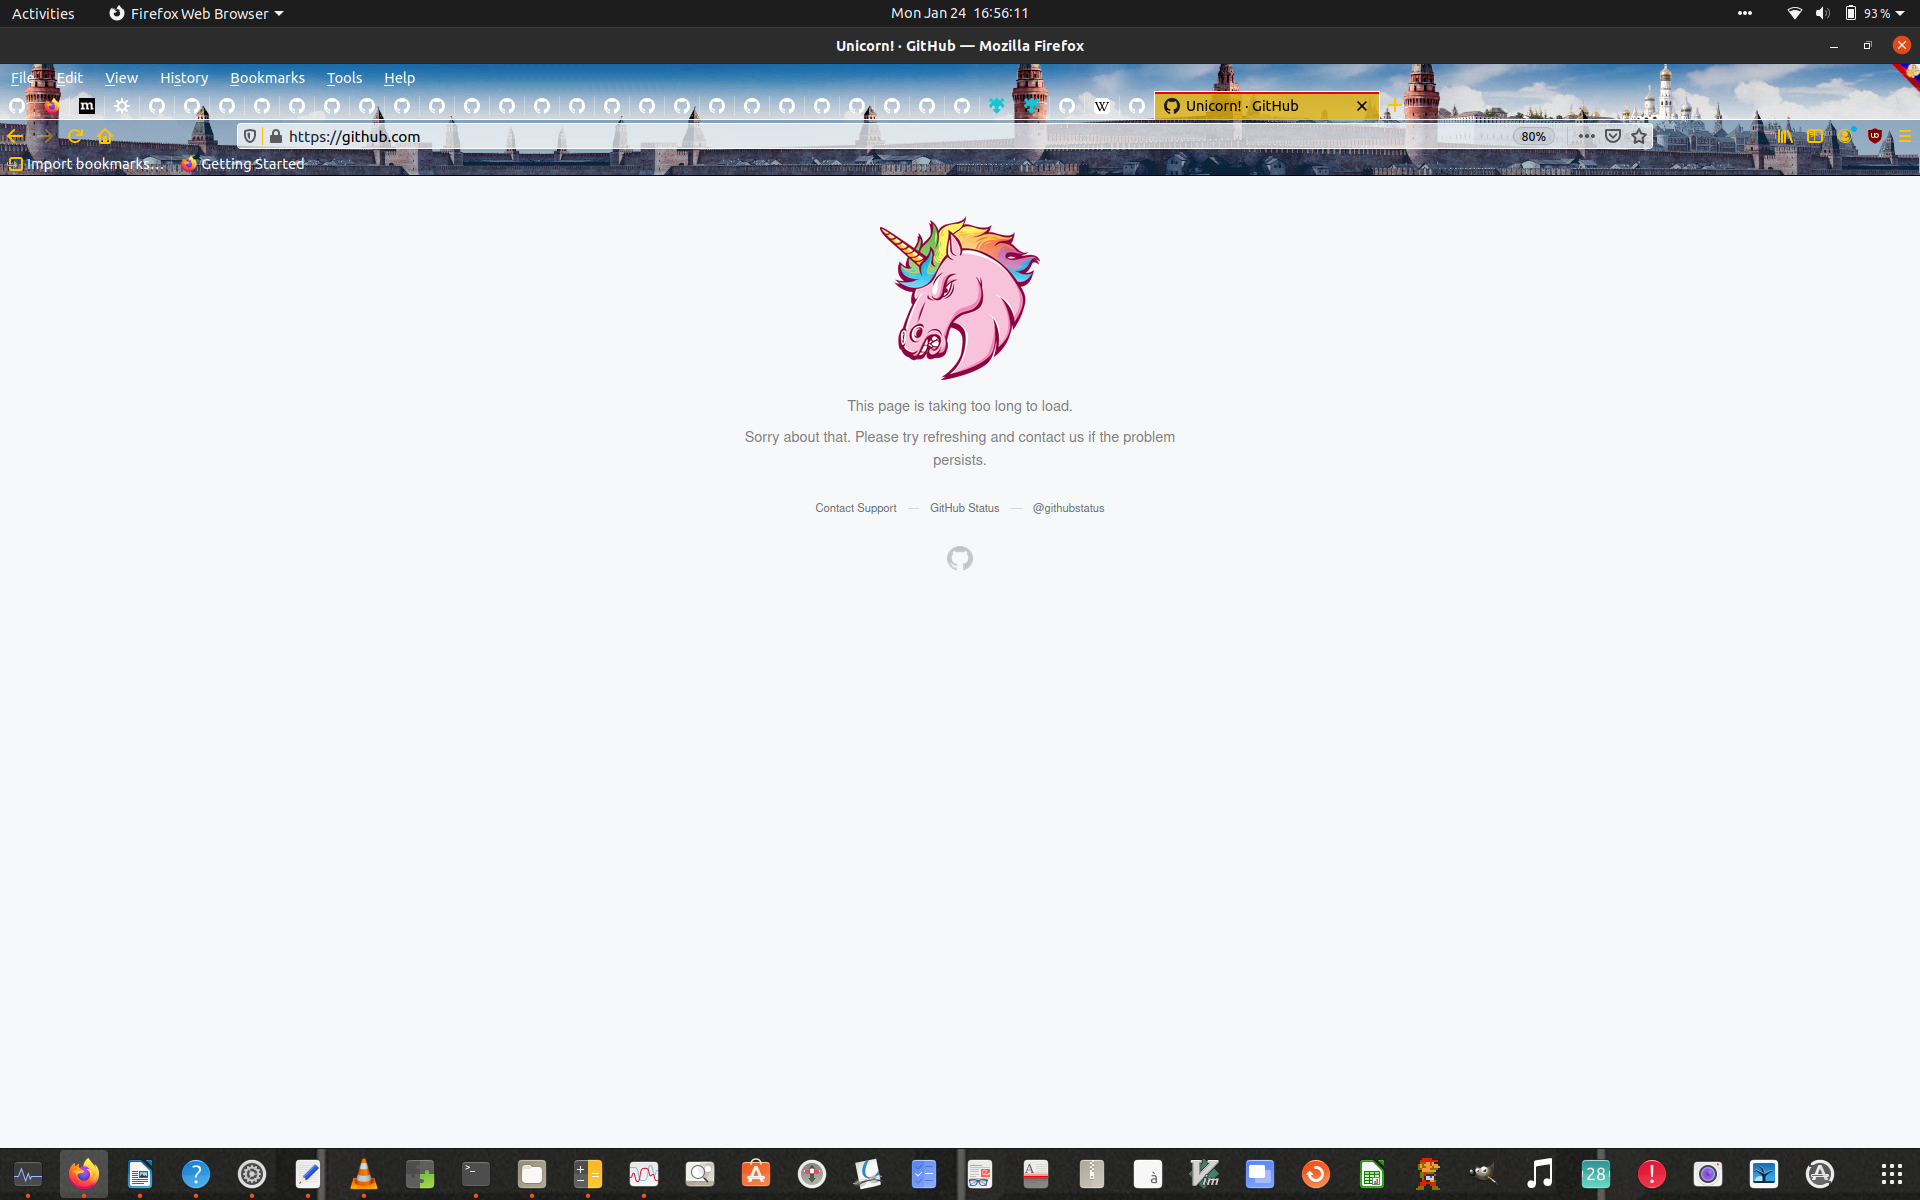 Activities
Firefox Web Browser
Mon Jan 24 16:56:11
93 %
Unicorn! · GitHub — Mozilla Firefox
File Edit View History Bookmarks Tools Help
m
W
Unicorn! · GitHub
https://github.com
80%
Import bookmarks…
Getting Started
This page is taking too long to load.
Sorry about that. Please try refreshing and contact us if the problem
persists.
Contact Support — GitHub Status — @githubstatus
?
>_
A
à
Vim
28
!